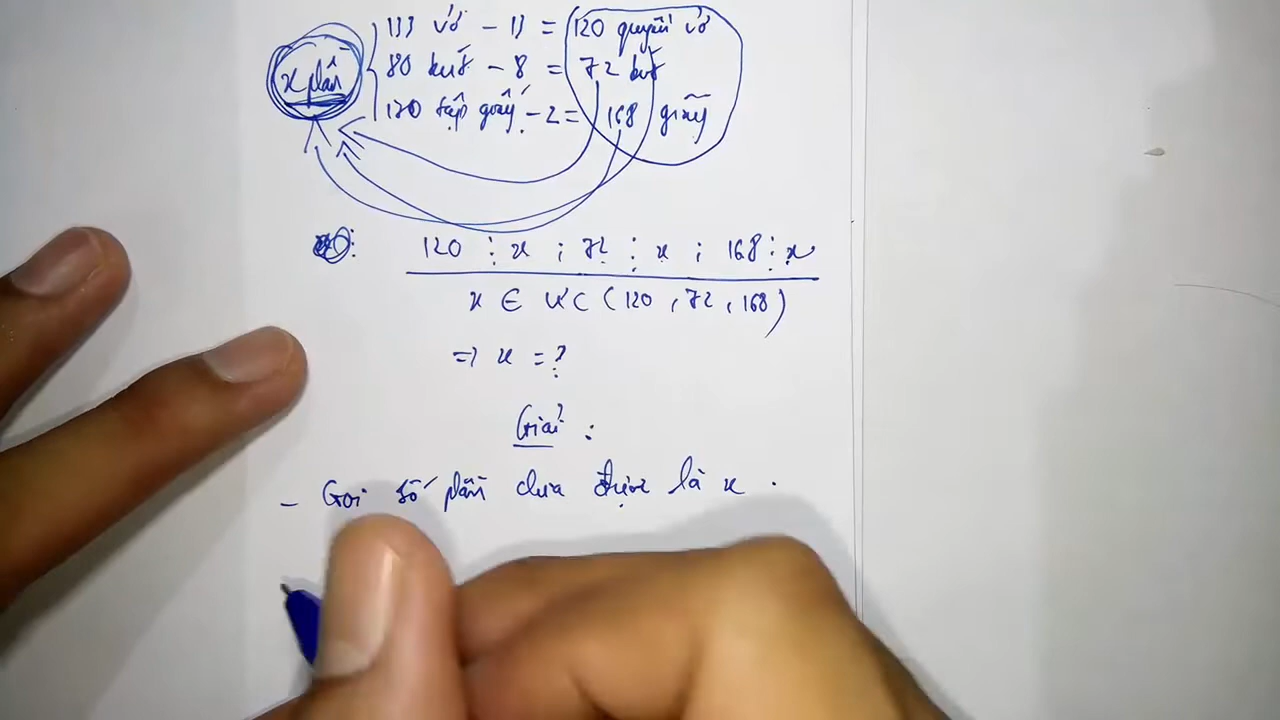 x phần
133 vở - 13 = 120 quyển vở
80 bút - 8 = 72 bút
170 tập giấy - 2 = 168 giấy
120 ⋮ x ; 72 ⋮ x ; 168 ⋮ x
x ∈ ƯC (120, 72, 168)
=> x = ?
Giải :
- Gọi số phần chia được là x .